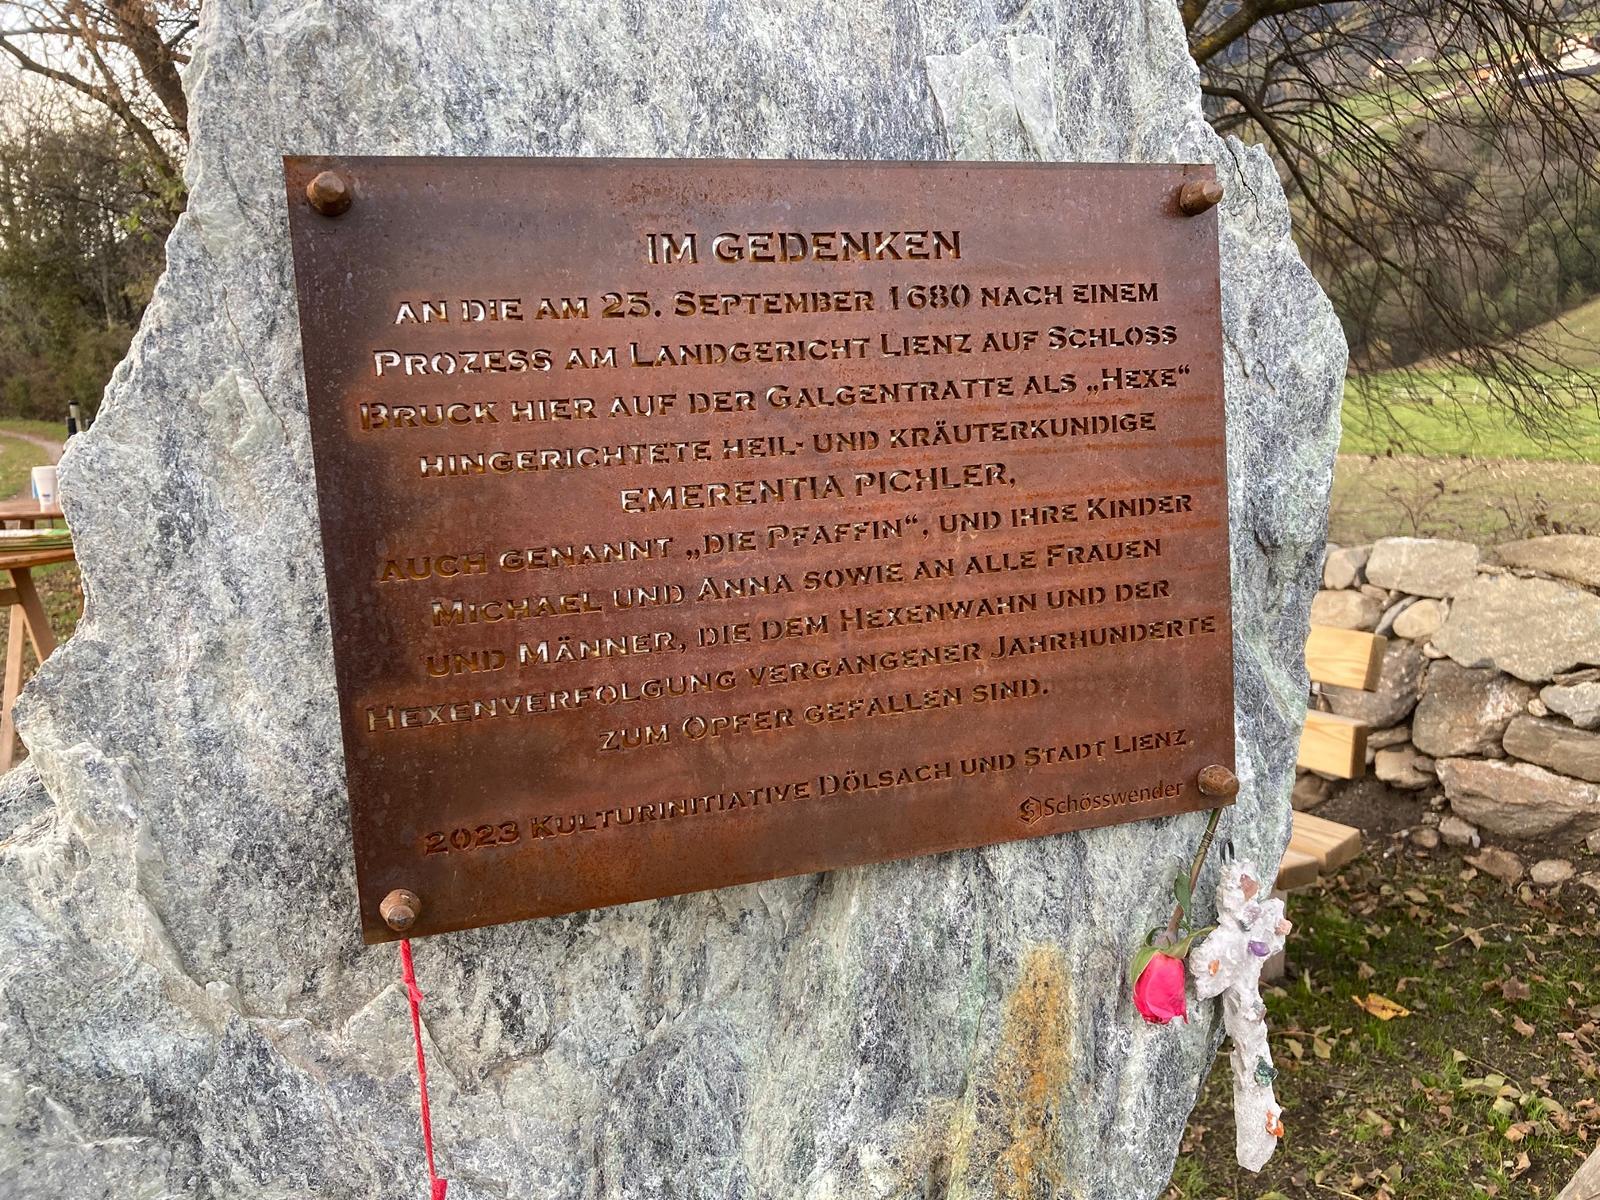 IM GEDENKEN
AN DIE AM 25. SEPTEMBER 1680 NACH EINEM
PROZESS AM LANDGERICHT LIENZ AUF SCHLOSS
BRUCK HIER AUF DER GALGENTRATTE ALS „HEXE“
HINGERICHTETE HEIL- UND KRÄUTERKUNDIGE
EMERENTIA PICHLER,
AUCH GENANNT „DIE PFAFFIN“, UND IHRE KINDER
MICHAEL UND ANNA SOWIE AN ALLE FRAUEN
UND MÄNNER, DIE DEM HEXENWAHN UND DER
HEXENVERFOLGUNG VERGANGENER JAHRHUNDERTE
ZUM OPFER GEFALLEN SIND.
2023 KULTURINITIATIVE DÖLSACH UND STADT LIENZ
Schösswender